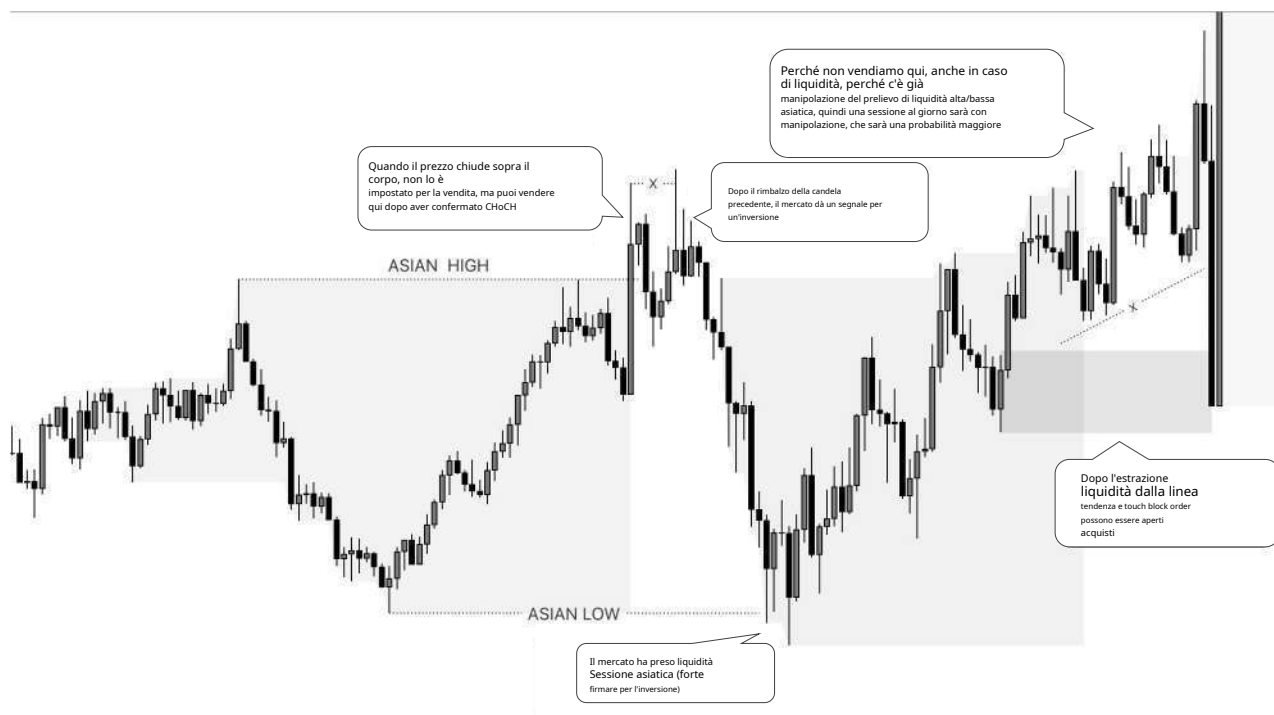 Perché non vendiamo qui, anche in caso
di liquidità, perché c'è già
manipolazione del prelievo di liquidità alta/bassa
asiatica, quindi una sessione al giorno sarà con
manipolazione, che sarà una probabilità maggiore
Quando il prezzo chiude sopra il
corpo, non lo è
impostato per la vendita, ma puoi vendere
qui dopo aver confermato CHoCH
X
Dopo il rimbalzo della candela
precedente, il mercato dà un segnale per
un'inversione
ASIAN HIGH
X
Dopo l'estrazione
liquidità dalla linea
tendenza e touch block order
possono essere aperti
acquisti
ASIAN LOW
Il mercato ha preso liquidità
Sessione asiatica (forte
firmare per l'inversione)